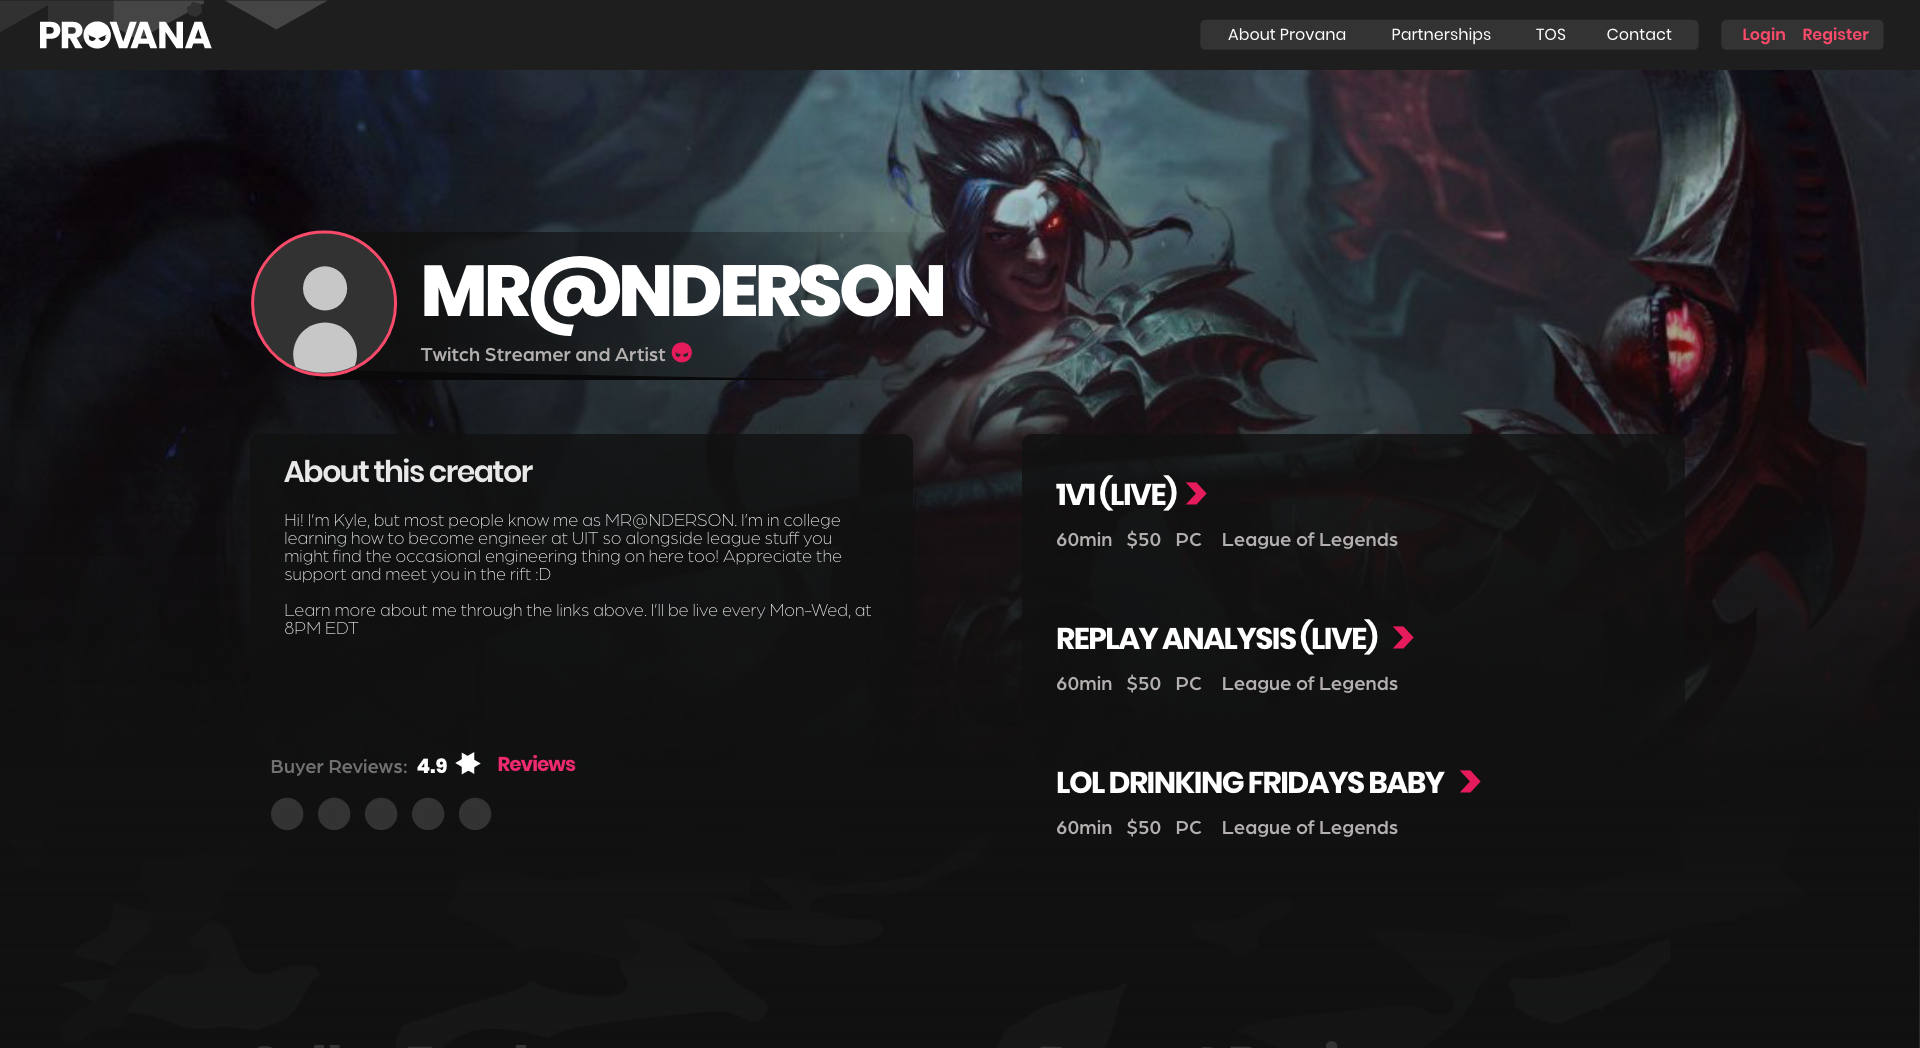 PROVANA
About Provana Partnerships TOS Contact Login Register
MR@NDERSON
Twitch Streamer and Artist
About this creator
Hi! I'm Kyle, but most people know me as MR@NDERSON. I'm in college
learning how to become engineer at UIT so alongside league stuff you
might find the occasional engineering thing on here too! Appreciate the
support and meet you in the rift :D
Learn more about me through the links above. I'll be live every Mon-Wed, at
8PM EDT
Buyer Reviews: 4.9 Reviews
1V1 (LIVE)
60min $50 PC League of Legends
REPLAY ANALYSIS (LIVE)
60min $50 PC League of Legends
LOL DRINKING FRIDAYS BABY
60min $50 PC League of Legends